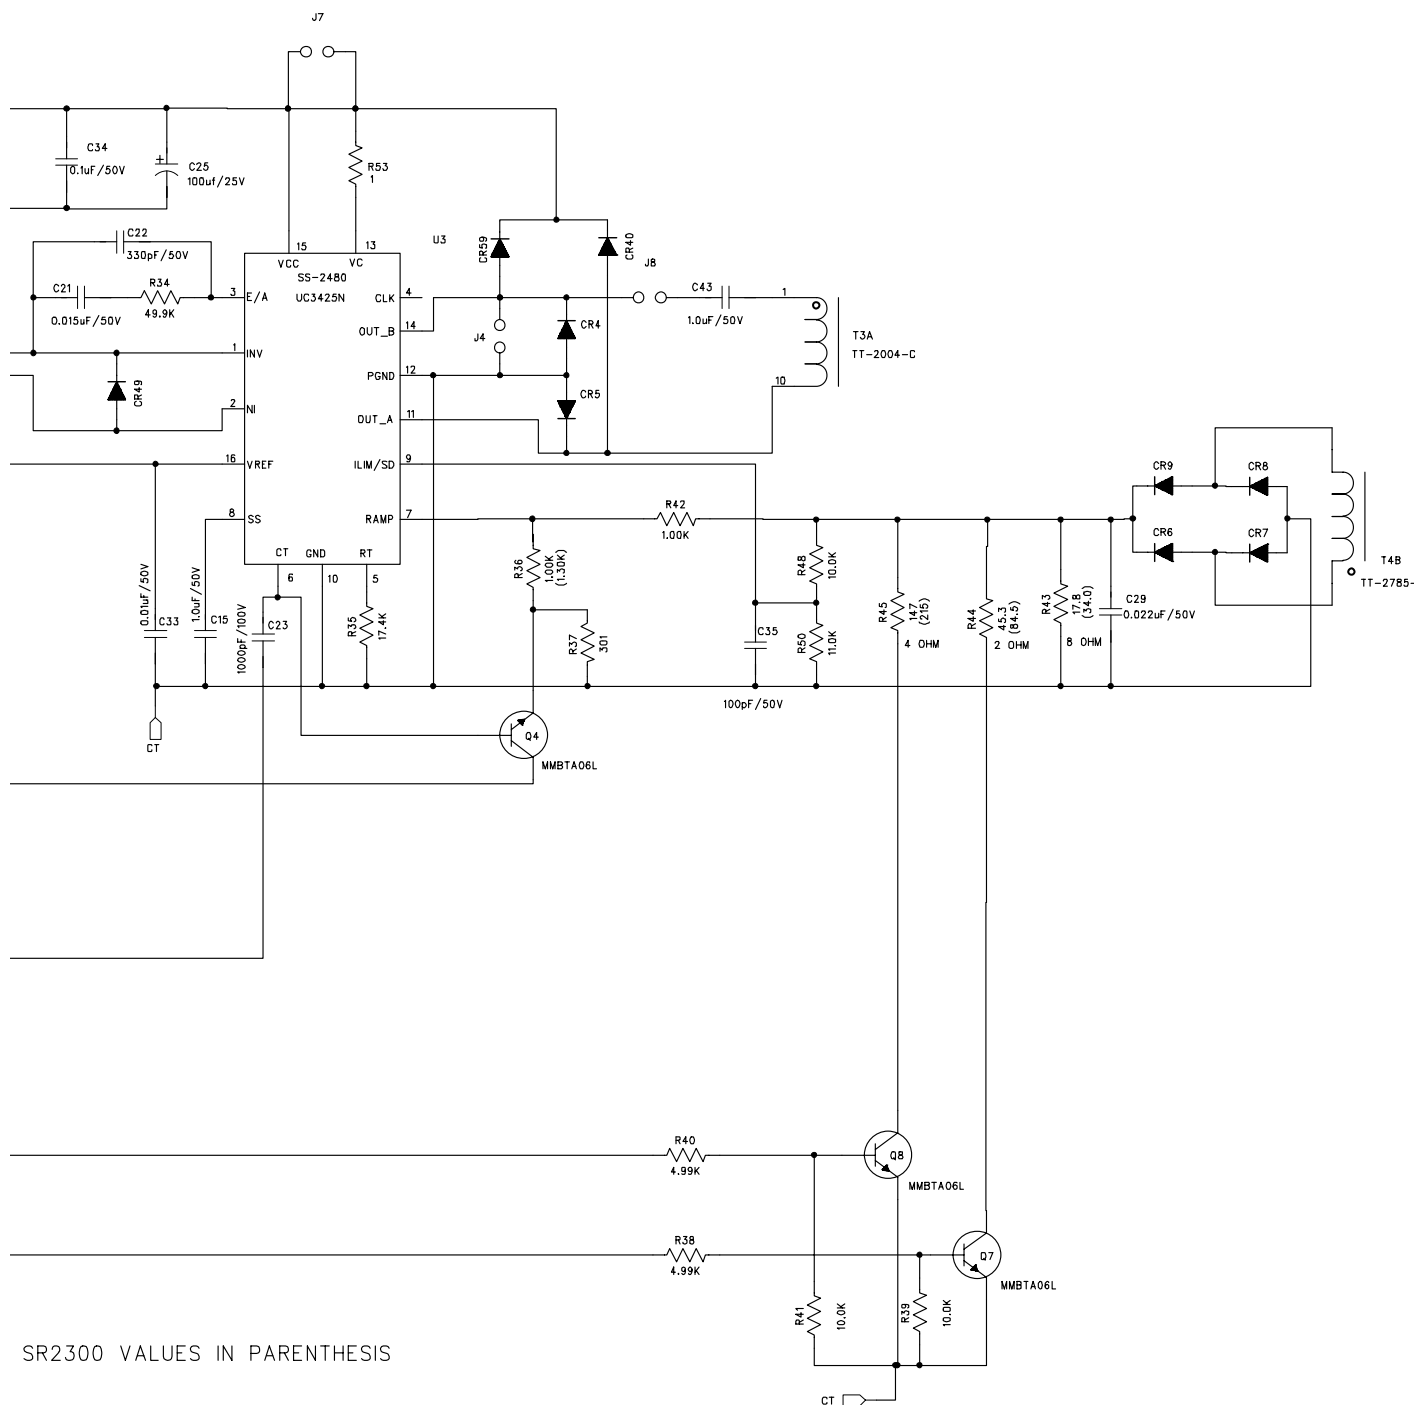 J7
C34
0.1uF/50V
C25
100uf/25V
R53
1
C22
330pF/50V
C21
0.015uF/50V
R34
49.9K
15
13
VCC
VC
SS-2480
UC3425N
U3
3
E/A
CLK
4
OUT_B
14
1
INV
PGND
12
2
NI
OUT_A
11
16
VREF
ILIM/SD
9
8
SS
RAMP
7
CT
GND
RT
6
10
5
CR49
CR59
CR40
J8
J4
CR4
CR5
C43
1.0uF/50V
1
10
T3A
TT-2004-C
R42
1.00K
CR9
CR8
CR6
CR7
T4B
TT-2785-
0.01uF/50V
C33
1.0uF/50V
C15
1000pF/100V
C23
R35
17.4K
R36
1.00K
(1.30K)
R37
301
C35
100pF/50V
R48
10.0K
R50
11.0K
R45
147
(215)
4 OHM
R44
45.3
(84.5)
2 OHM
R43
17.8
(34.0)
8 OHM
C29
0.022uF/50V
CT
Q4
MMBTA06L
R40
4.99K
Q8
MMBTA06L
R38
4.99K
Q7
MMBTA06L
R41
10.0K
R39
10.0K
SR2300 VALUES IN PARENTHESIS
CT